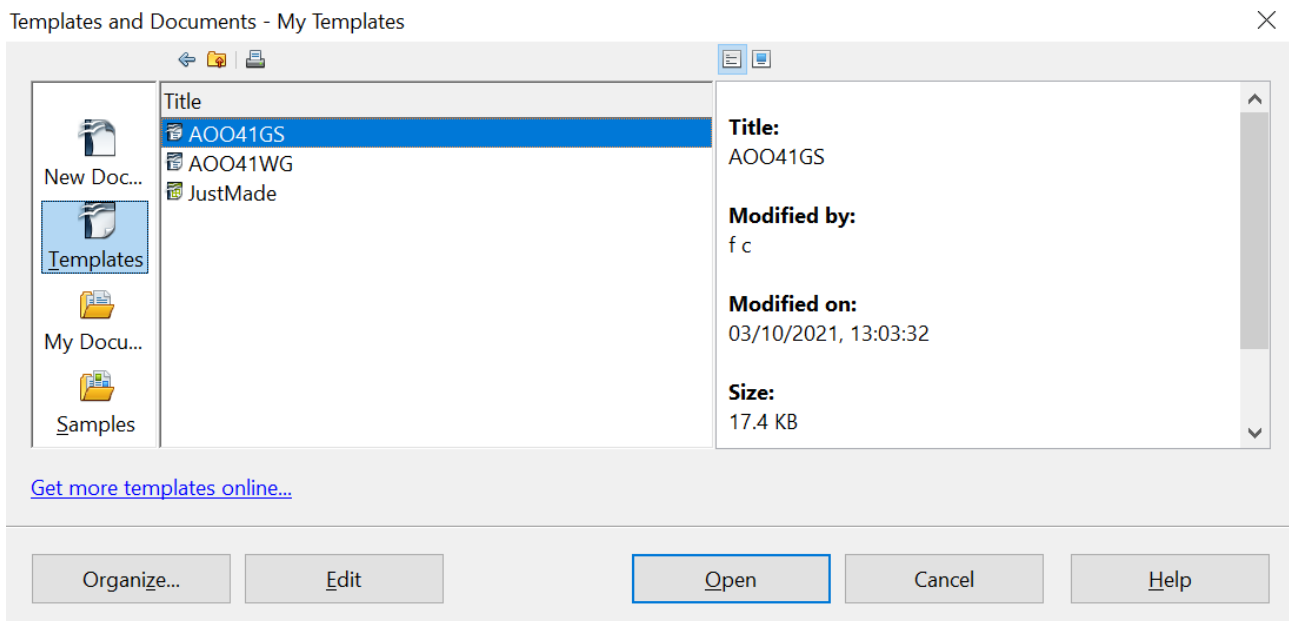 Templates and Documents - My Templates
New Doc...
Templates
My Docu...
Samples
Title
AOO41GS
AOO41WG
JustMade
Title:
AOO41GS
Modified by:
f c
Modified on:
03/10/2021, 13:03:32
Size:
17.4 KB
Get more templates online...
Organize...
Edit
Open
Cancel
Help